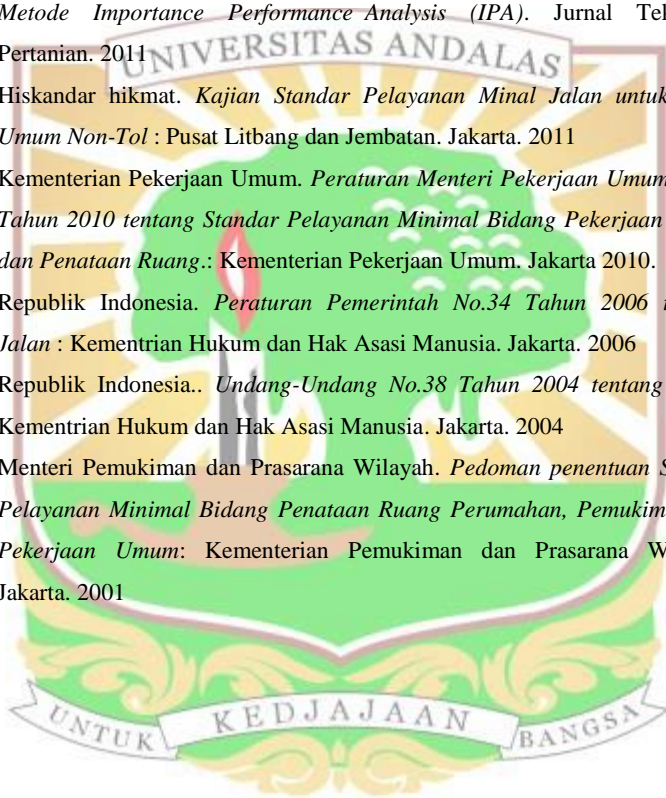 Metode Importance Performance Analysis (IPA). Jurnal
Pertanian. 2011
UNIVERSITAS ANDALAS
Hiskandar hikmat. Kajian Standar Pelayanan Minal Jalan untuk
Umum Non-Tol : Pusat Litbang dan Jembatan. Jakarta. 2011
Kementerian Pekerjaan Umum. Peraturan Menteri Pekerjaan Umum
Tahun 2010 tentang Standar Pelayanan Minimal Bidang Pekerjaan
dan Penataan Ruang.: Kementerian Pekerjaan Umum. Jakarta 2010.
Republik Indonesia. Peraturan Pemerintah No.34 Tahun 2006
Jalan : Kementrian Hukum dan Hak Asasi Manusia. Jakarta. 2006
Republik Indonesia.. Undang-Undang No.38 Tahun 2004 tentang
Kementrian Hukum dan Hak Asasi Manusia. Jakarta. 2004
Menteri Pemukiman dan Prasarana Wilayah. Pedoman penentuan
Pelayanan Minimal Bidang Penataan Ruang Perumahan,
Pekerjaan Umum: Kementerian Pemukiman dan Prasarana
Jakarta. 2001
UNTUK KEDJAJAAN BANGSA